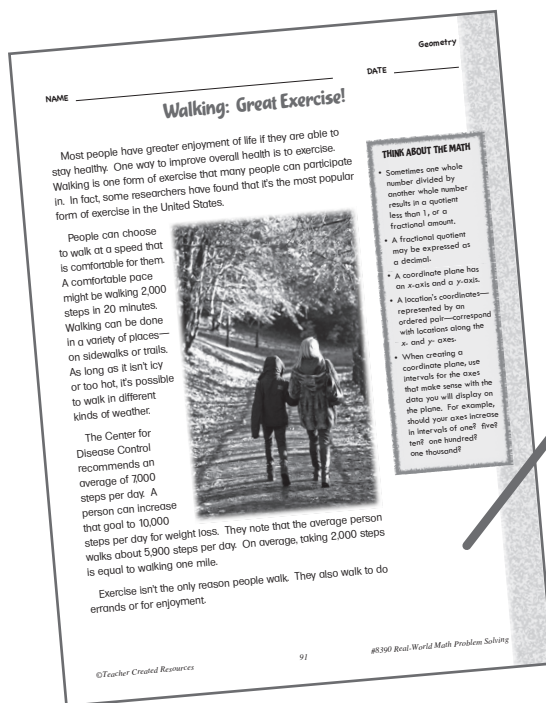 Geometry
NAME
DATE
Walking: Great Exercise!
Most people have greater enjoyment of life if they are able to
stay healthy. One way to improve overall health is to exercise.
Walking is one form of exercise that many people can participate
in. In fact, some researchers have found that it's the most popular
form of exercise in the United States.
People can choose
to walk at a speed that
is comfortable for them.
A comfortable pace
might be walking 2,000
steps in 20 minutes.
Walking can be done
in a variety of places—
on sidewalks or trails.
As long as it isn't icy
or too hot, it's possible
to walk in different
kinds of weather.
The Center for
Disease Control
recommends an
average of 7,000
steps per day. A
person can increase
that goal to 10,000
steps per day for weight loss. They note that the average person
walks about 5,900 steps per day. On average, taking 2,000 steps
is equal to walking one mile.
Exercise isn't the only reason people walk. They also walk to do
errands or for enjoyment.
THINK ABOUT THE MATH
• Sometimes one whole
number divided by
another whole number
results in a quotient
less than 1, or a
fractional amount.
• A fractional quotient
may be expressed as
a decimal.
• A coordinate plane has
an x-axis and a y-axis.
• A location's coordinates—
represented by an
ordered pair—correspond
with locations along the
x- and y- axes.
• When creating a
coordinate plane, use
intervals for the axes
that make sense with the
data you will display on
the plane. For example,
should your axes increase
in intervals of one? five?
ten? one hundred?
one thousand?
©Teacher Created Resources
91
#8390 Real-World Math Problem Solving